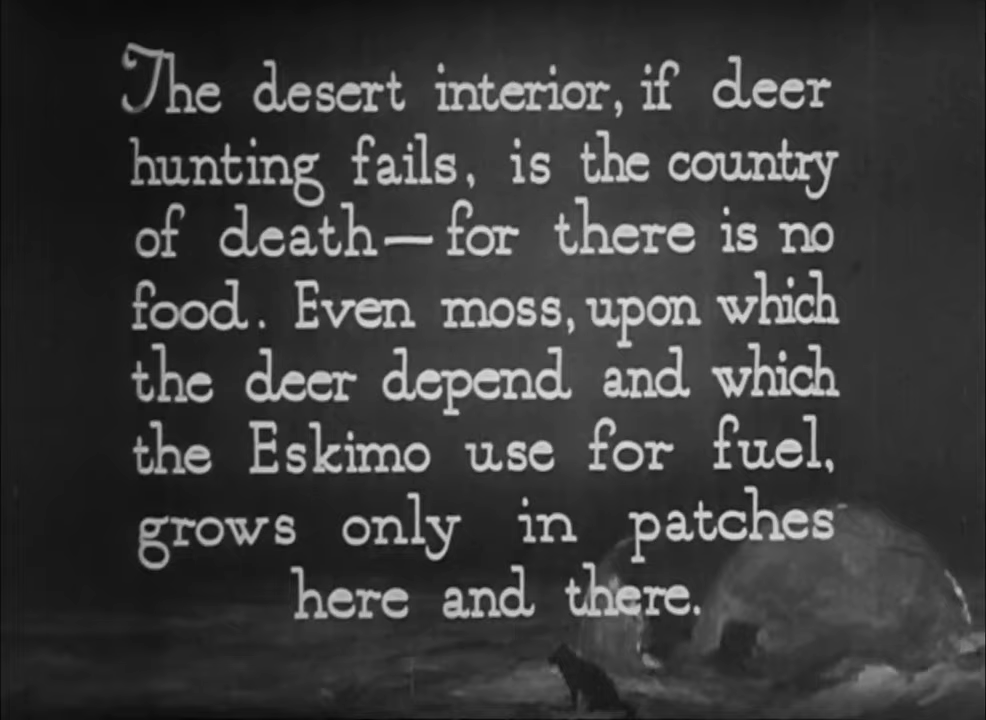 The desert interior, if deer
hunting fails, is the country
of death—for there is no
food. Even moss, upon which
the deer depend and which
the Eskimo use for fuel,
grows only in patches
here and there.